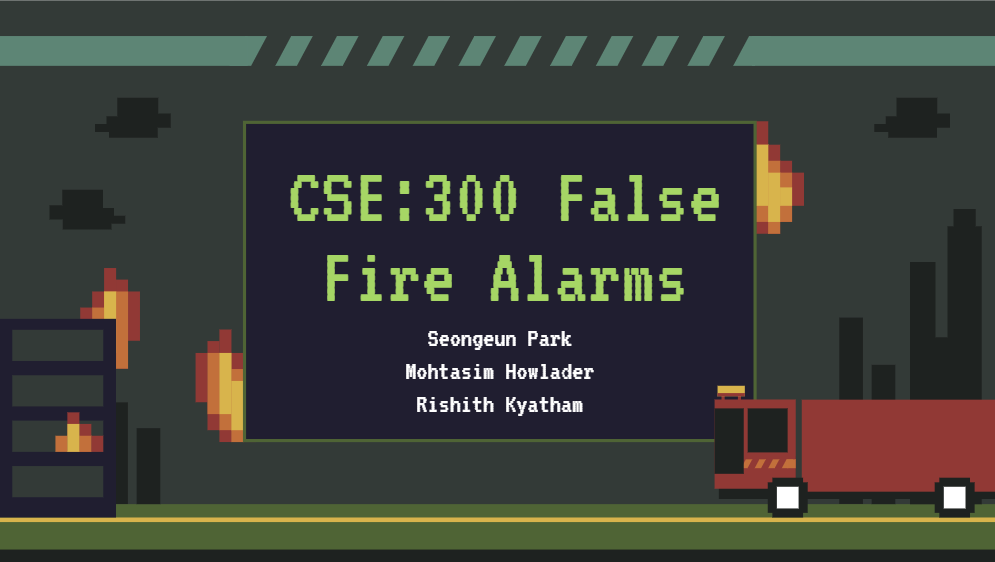 CSE:300 False
Fire Alarms
Seongeun Park
Mohtasim Howlader
Rishith Kyatham